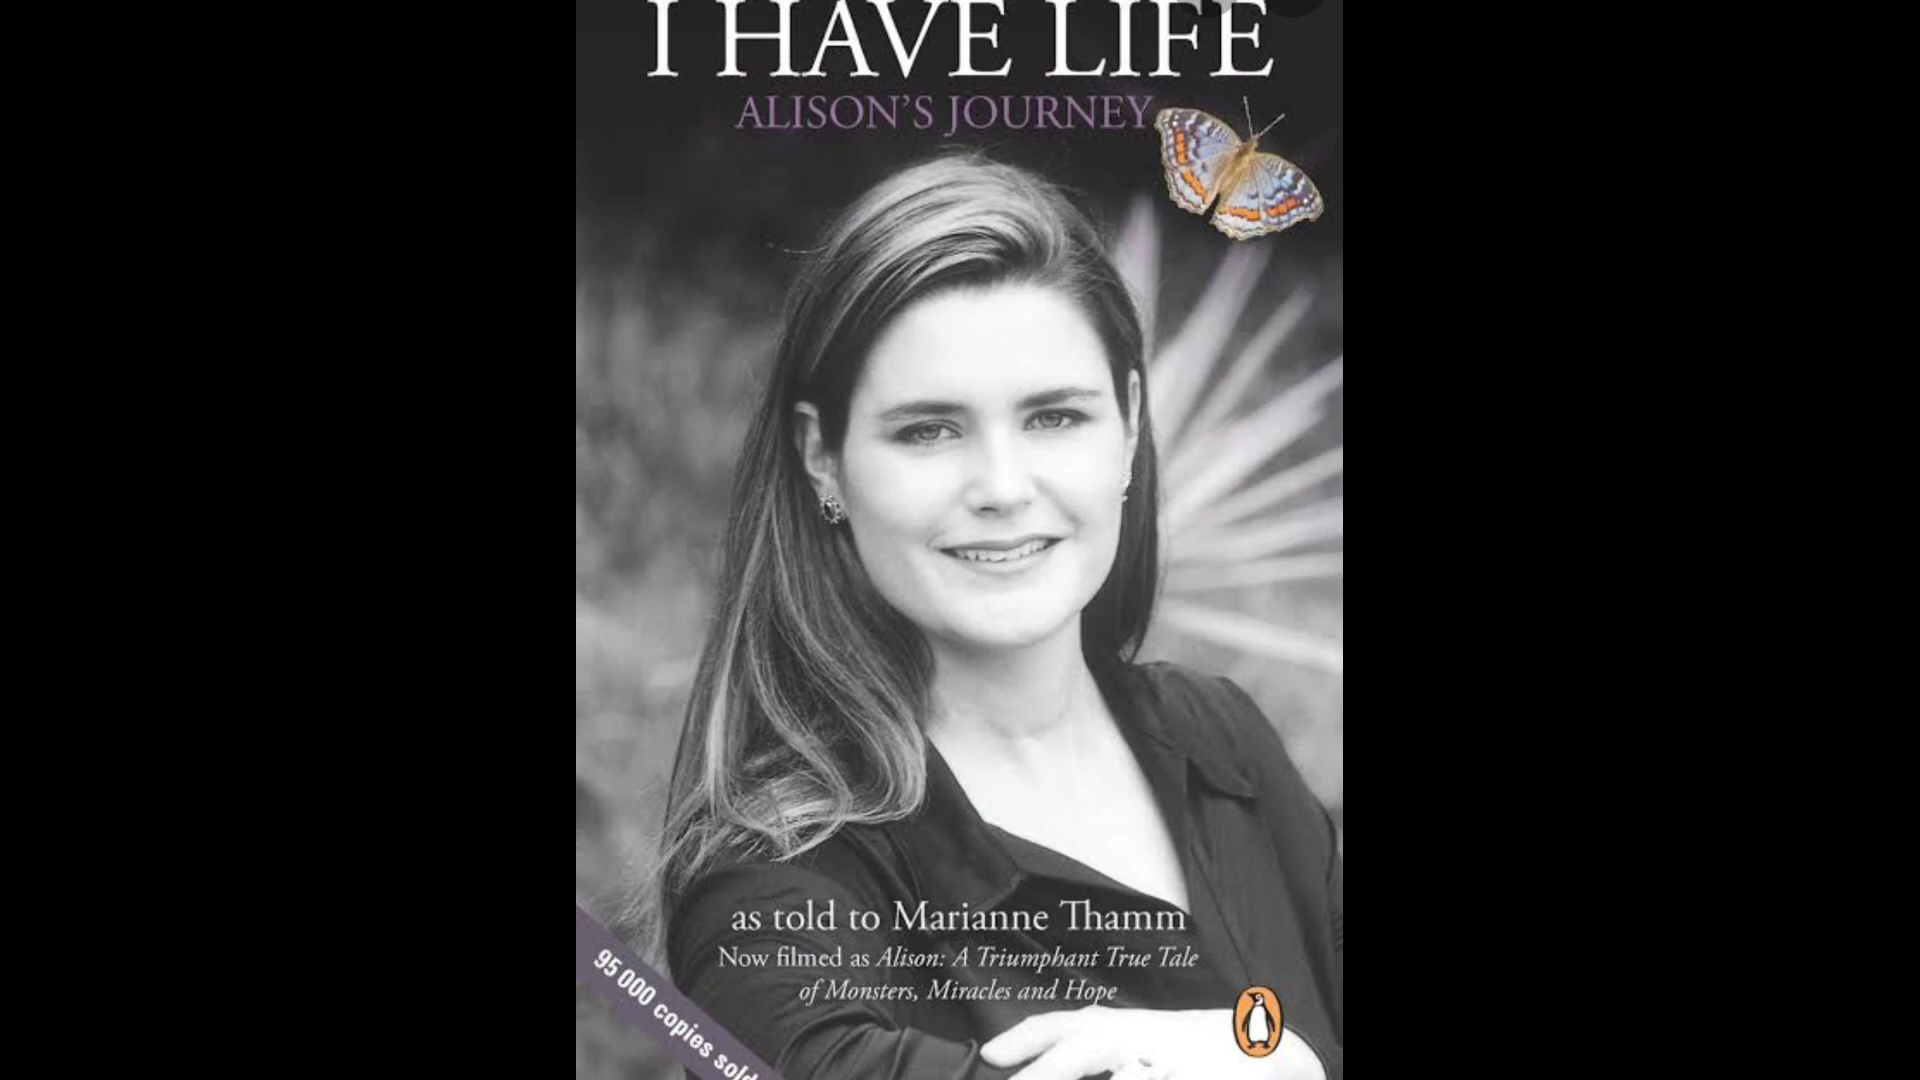 I HAVE LIFE
ALISON'S JOURNEY
as told to Marianne Thamm
Now filmed as Alison: A Triumphant True Tale
of Monsters, Miracles and Hope
95 000 copies sold